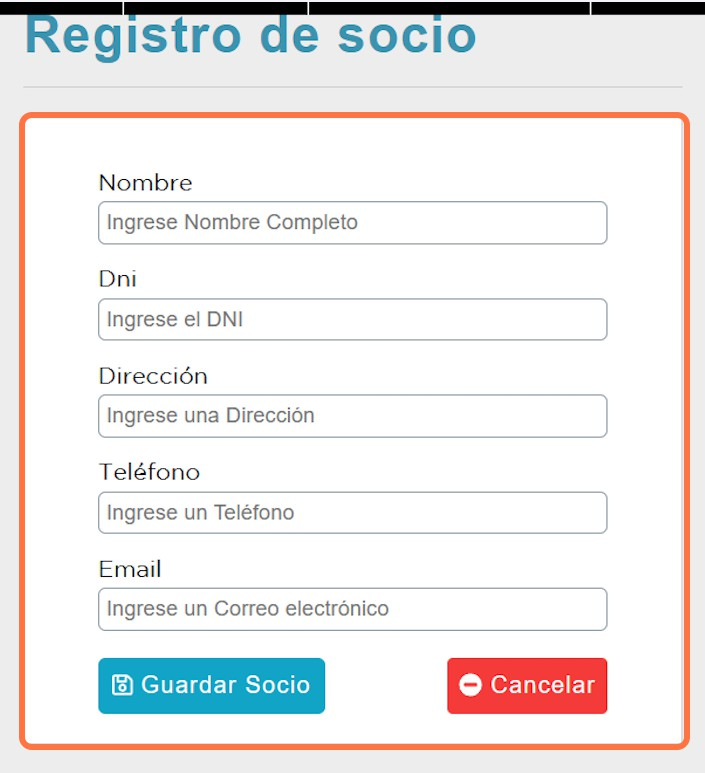 Registro de socio
Nombre
Ingrese Nombre Completo
Dni
Ingrese el DNI
Dirección
Ingrese una Dirección
Teléfono
Ingrese un Teléfono
Email
Ingrese un Correo electrónico
Guardar Socio
Cancelar